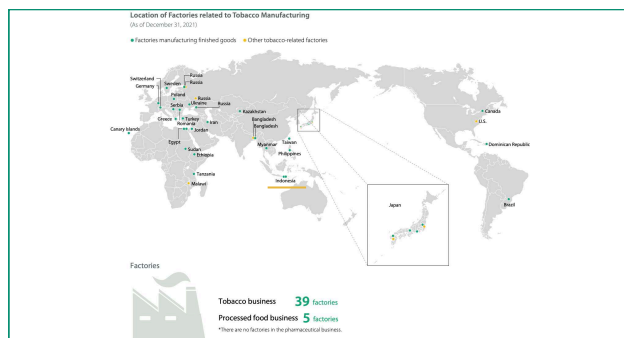 Location of Factories related to Tobacco Manufacturing
(As of December 31, 2021)
Factories manufacturing finished goods Other tobacco-related factories
Switzerland
Germany
Sweden
Russia
Russia
Poland
Serbia
Russia
Ukraine
Russia
Greece
Turkey
Romania
Jordan
Iran
Egypt
Canary Islands
Sudan
Ethiopia
Tanzania
Malawi
Kazakhstan
Bangladesh
Bangladesh
Myanmar
Taiwan
Philippines
Indonesia
Japan
Canada
U.S.
Dominican Republic
Brazil
Factories
Tobacco business 39 factories
Processed food business 5 factories
*There are no factories in the pharmaceutical business.